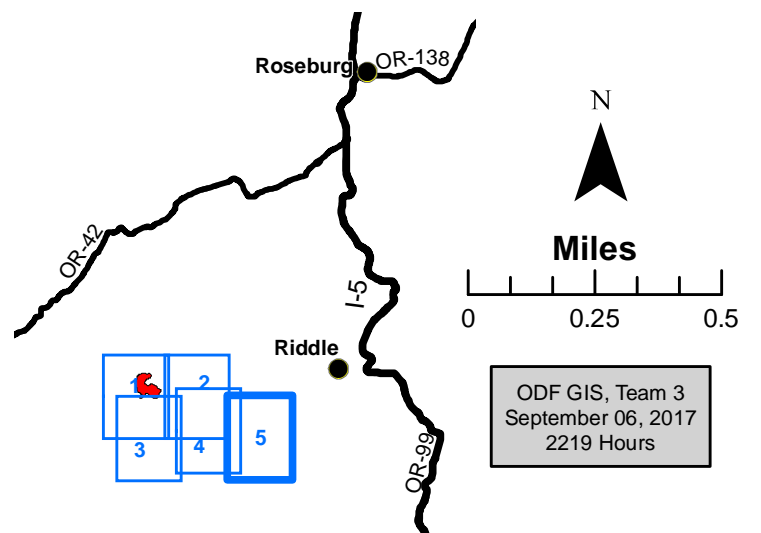 Roseburg
OR-138
N
OR-42
Miles
0 0.25 0.5
I-5
Riddle
1
2
3
4
5
ODF GIS, Team 3
September 06, 2017
2219 Hours
OR-99